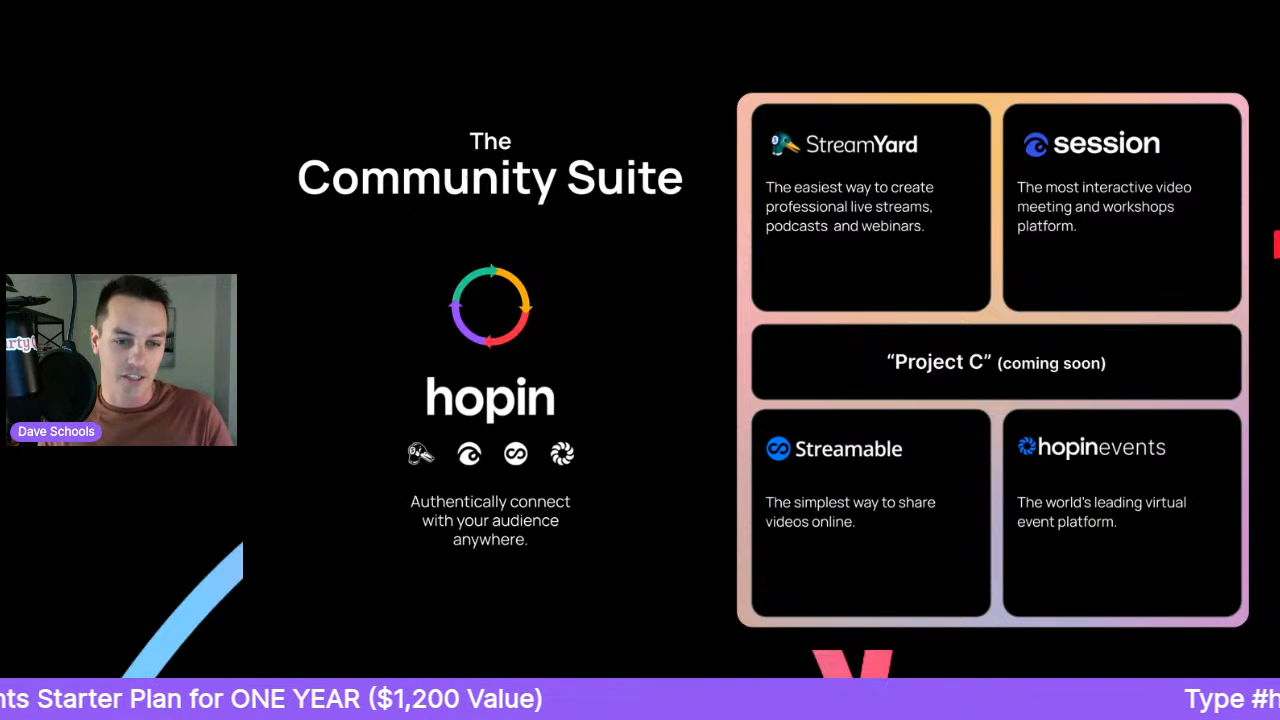 The
Community Suite
hopin
Authentically connect
with your audience
anywhere.
StreamYard
The easiest way to create
professional live streams,
podcasts and webinars.
session
The most interactive video
meeting and workshops
platform.
“Project C” (coming soon)
Streamable
The simplest way to share
videos online.
hopinevents
The world's leading virtual
event platform.
Dave Schools
nts Starter Plan for ONE YEAR ($1,200 Value)
Type #h